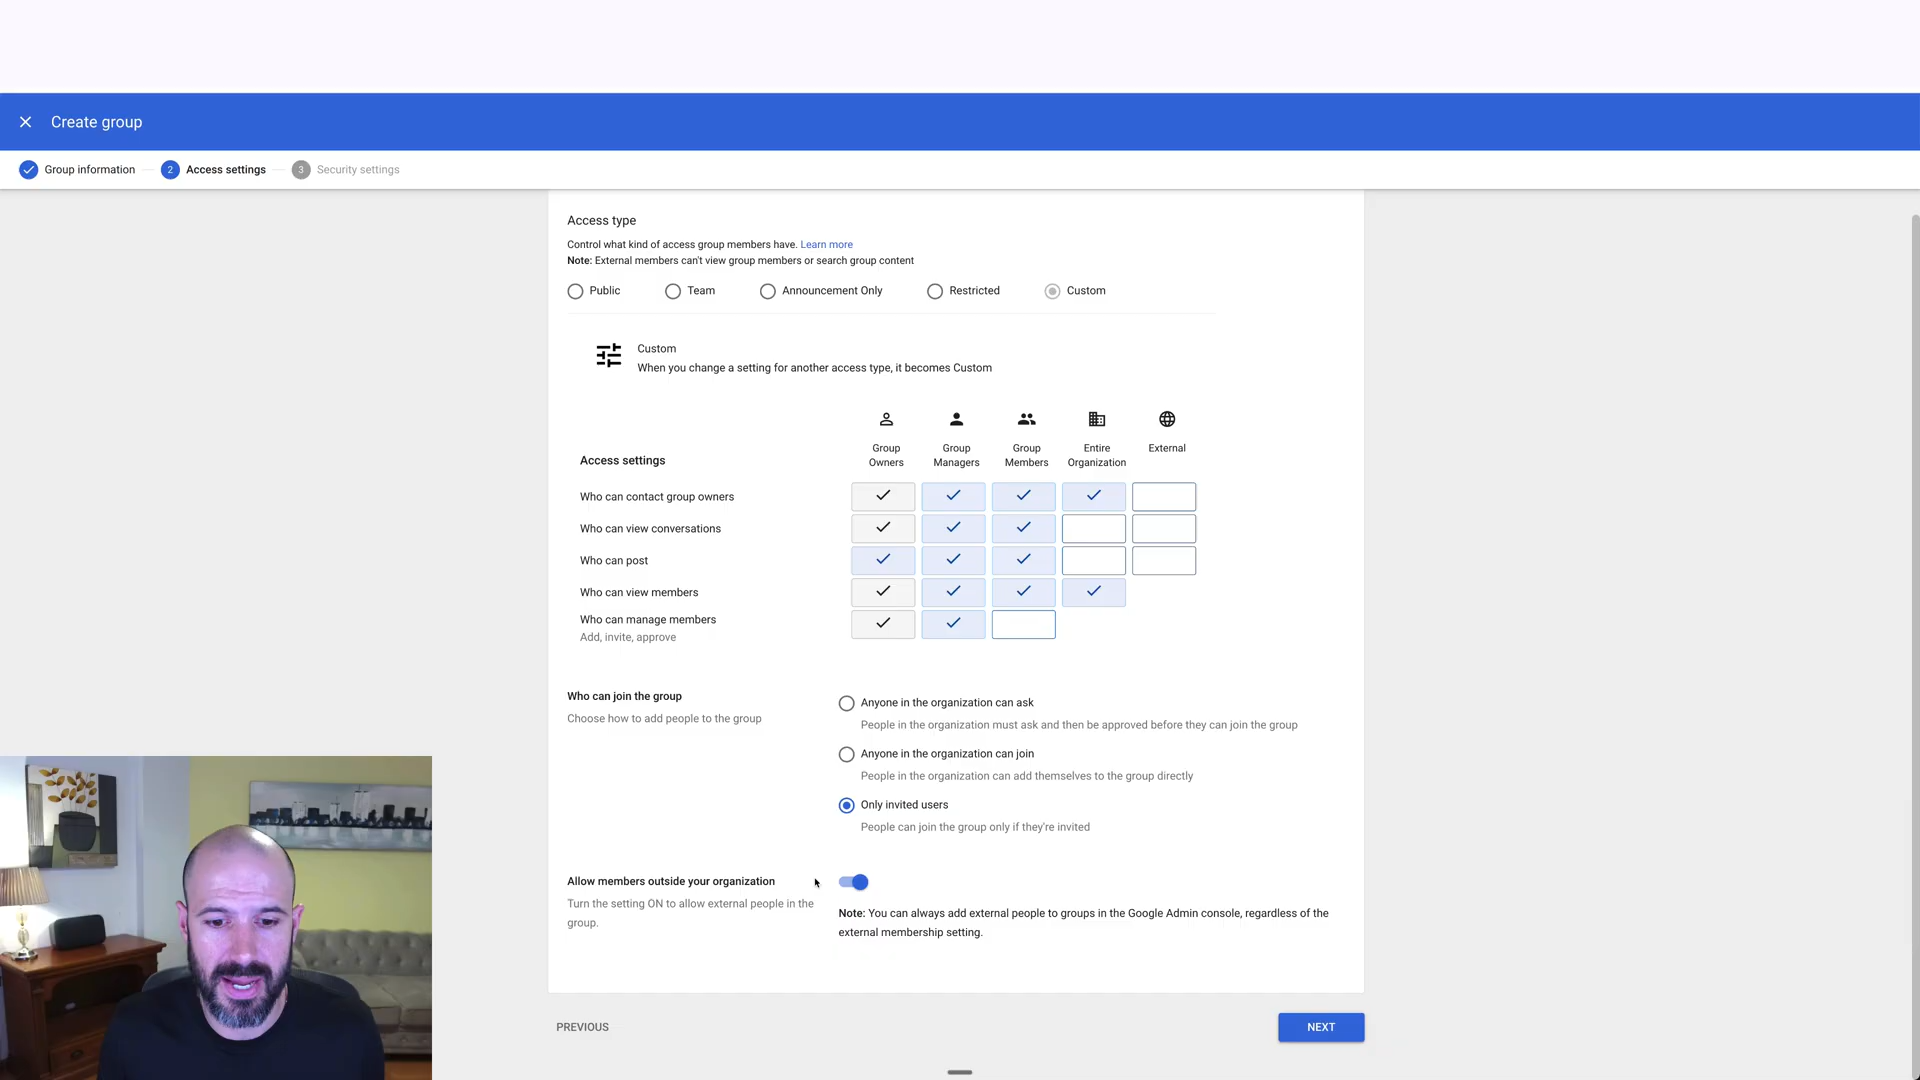 Create group
Group information
2 Access settings
3 Security settings
Access type
Control what kind of access group members have. Learn more
Note: External members can't view group members or search group content
Public
Team
Announcement Only
Restricted
Custom
Custom
When you change a setting for another access type, it becomes Custom
Access settings
Group
Owners
Group
Managers
Group
Members
Entire
Organization
External
Who can contact group owners
Who can view conversations
Who can post
Who can view members
Who can manage members
Add, invite, approve
Who can join the group
Choose how to add people to the group
Anyone in the organization can ask
People in the organization must ask and then be approved before they can join the group
Anyone in the organization can join
People in the organization can add themselves to the group directly
Only invited users
People can join the group only if they're invited
Allow members outside your organization
Turn the setting ON to allow external people in the
group.
Note: You can always add external people to groups in the Google Admin console, regardless of the
external membership setting.
PREVIOUS
NEXT